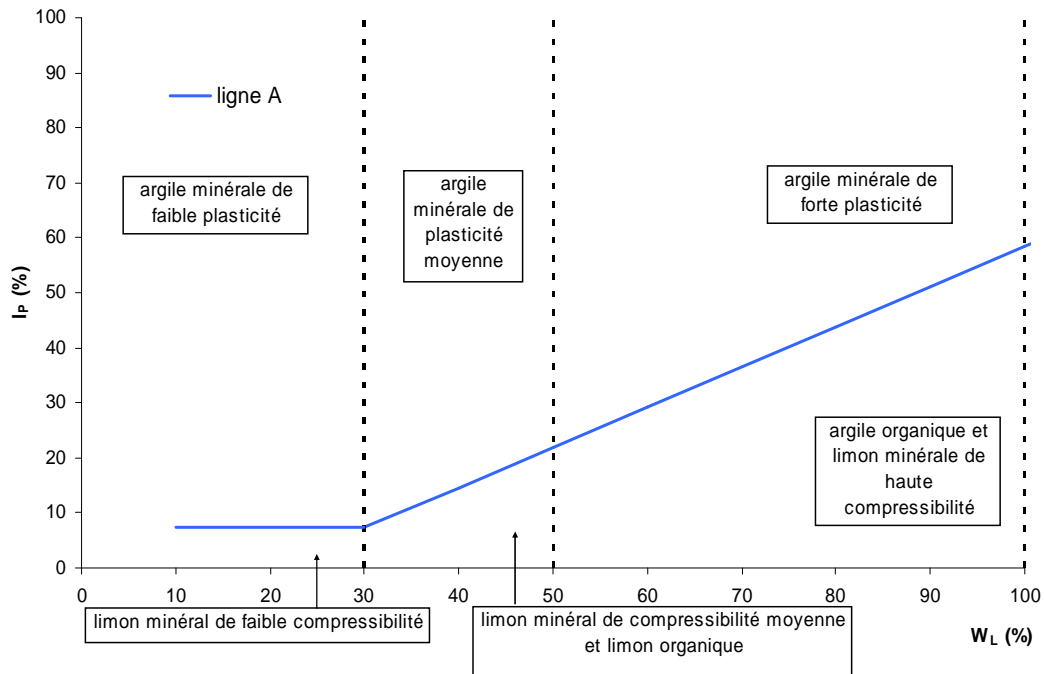 100
90
80
70
60
50
40
30
20
10
0
I_P (%)
ligne A
argile minérale de
faible plasticité
argile
minérale de
plasticité
moyenne
argile minérale de
forte plasticité
argile organique et
limon minérale de
haute
compressibilité
0 10 20 30 40 50 60 70 80 90 100
limon minéral de faible compressibilité
limon minéral de compressibilité moyenne
et limon organique
W_L (%)